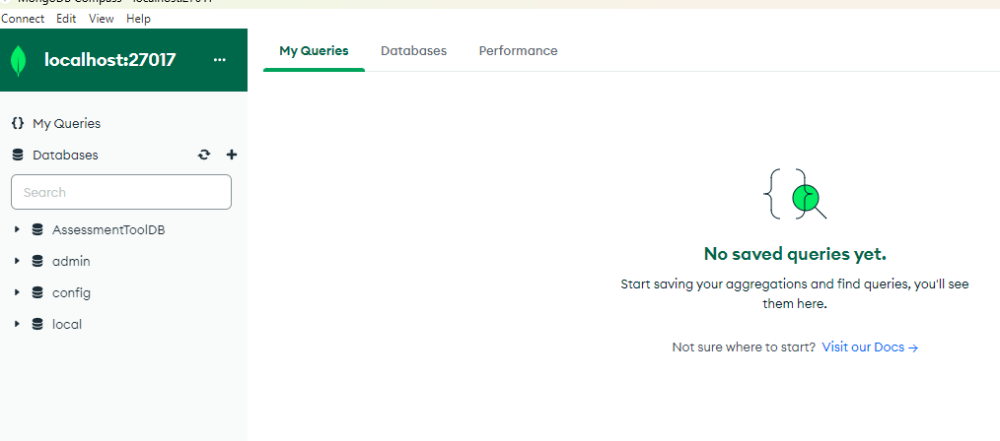 MongoDB Compass - localhost:27017
Connect Edit View Help
localhost:27017 ...
My Queries Databases Performance
{} My Queries
Databases
Search
AssessmentToolDB
admin
config
local
No saved queries yet.
Start saving your aggregations and find queries, you'll see
them here.
Not sure where to start? Visit our Docs →